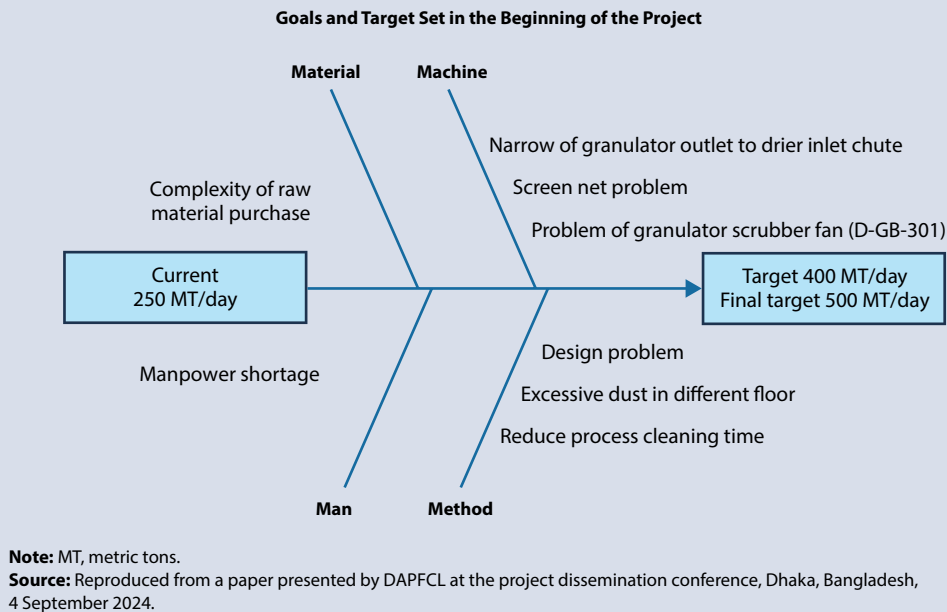 Goals and Target Set in the Beginning of the Project
Material
Machine
Narrow of granulator outlet to drier inlet chute
Screen net problem
Problem of granulator scrubber fan (D-GB-301)
Complexity of raw
material purchase
Current
250 MT/day
Target 400 MT/day
Final target 500 MT/day
Manpower shortage
Design problem
Excessive dust in different floor
Reduce process cleaning time
Man
Method
Note: MT, metric tons.
Source: Reproduced from a paper presented by DAPFCL at the project dissemination conference, Dhaka, Bangladesh,
4 September 2024.